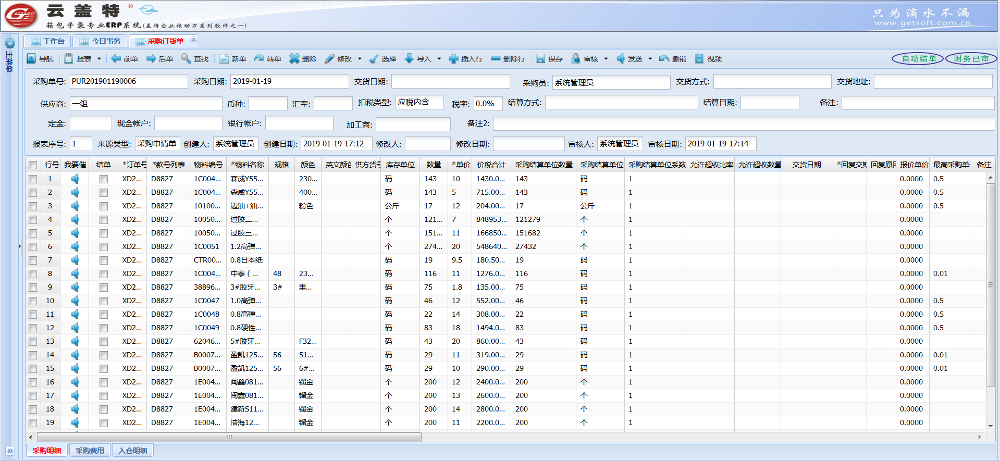 Getosoft
云盖特 ®
箱包手袋专业ERP系统(盖特企业核动力系列软件之一)
只为滴水不漏
www.getsoft.com.cn
主菜单
工作台 今日事务 采购订货单
导航 报表 前单 后单 查找 新单 转单 删除 修改 选择 导入 插入行 删除行 保存 审核 发送 撤销 视频 自动结单 财务已审
采购单号: PUR201901190006 采购日期: 2019-01-19 交货日期: 采购员: 系统管理员 交货方式: 交货地址:
供应商: 一组 币种: 汇率: 扣税类型: 应税内含 税率: 0.0% 结算方式: 结算日期: 备注:
定金: 现金帐户: 银行帐户: 加工商: 备注2:
报表序号: 1 来源类型: 采购申请单 创建人: 系统管理员 创建日期: 2019-01-19 17:12 修改人: 修改日期: 审核人: 系统管理员 审核日期: 2019-01-19 17:14
行号 我要催 结单 *订单号 *款号列表 物料编号 *物料名称 规格 颜色 英文颜色 供方货号 库存单位 数量 *单价 价税合计 采购结算单位数量 采购结算单位 采购结算单位系数 允许超收比率 允许超收数量 交货日期 *回复交期 回复原因 报价单价 最高采购单 备注
1 XD2... D8827 1C004... 森威Y55... 230... 码 143 10 1430.0... 143 码 1 0.0000 0.5
2 XD2... D8827 1C004... 森威Y55... 400... 码 143 5 715.00... 143 码 1 0.0000 0.5
3 XD2... D8827 10100... 边油+油... 粉色 公斤 17 12 204.00... 17 公斤 1 0.0000 0.5
4 XD2... D8827 10050... 过胶二... 个 121... 7 848953... 121279 个 1 0.0000
5 XD2... D8827 10050... 过胶三... 个 151... 11 166850... 151682 个 1 0.0000
6 XD2... D8827 1C0051 1.2高弹... 个 274... 20 548640... 27432 个 1 0.0000
7 XD2... D8827 CTR00... 0.8日本纸 码 19 9.5 180.50... 19 码 1 0.0000
8 XD2... D8827 1C004... 中泰（... 48 23... 码 116 11 1276.0... 116 码 1 0.0000 0.01
9 XD2... D8827 38896... 3#胶牙... 3# 里... 码 75 1.8 135.00... 75 码 1 0.0000
10 XD2... D8827 1C0047 1.0高弹... 码 46 12 552.00... 46 码 1 0.0000 0.5
11 XD2... D8827 1C0048 0.8高弹... 码 22 14 308.00... 22 码 1 0.0000 0.5
12 XD2... D8827 1C0049 0.8硬性... 码 83 18 1494.0... 83 码 1 0.0000 0.5
13 XD2... D8827 62046... 5#胶牙... F32... 码 43 20 860.00... 43 码 1 0.0000
14 XD2... D8827 B0007... 盈凯125... 56 51... 码 29 11 319.00... 29 码 1 0.0000 0.01
15 XD2... D8827 B0007... 盈凯125... 56 6#... 码 29 10 290.00... 29 码 1 0.0000 0.01
16 XD2... D8827 1E004... 闽鑫081... 镏金 个 200 12 2400.0... 200 个 1 0.0000
17 XD2... D8827 1E004... 闽鑫081... 镏金 个 200 13 2600.0... 200 个 1 0.0000
18 XD2... D8827 1E004... 建新S11... 镏金 个 200 14 2800.0... 200 个 1 0.0000
19 XD2... D8827 1E004... 浩海12... 镏金 个 200 11 2200.0... 200 个 1 0.0000
采购明细 采购费用 入仓明细